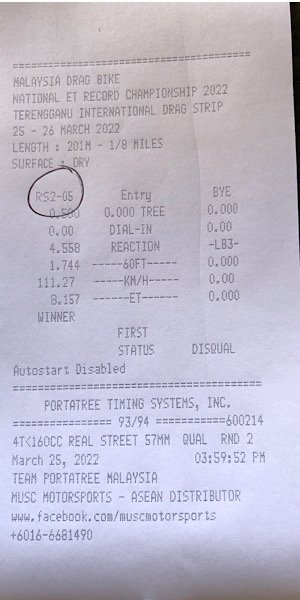 ==========================================
MALAYSIA DRAG BIKE
NATIONAL ET RECORD CHAMPIONSHIP 2022
TERENGGANU INTERNATIONAL DRAG STRIP
25 - 26 MARCH 2022
LENGTH : 201M - 1/8 MILES
SURFACE : DRY
==========================================
RS2-05 Entry BYE
0.500 0.000 TREE 0.000
0.00 DIAL-IN 0.00
4.558 REACTION -LB3-
1.744 ------60FT------ 0.000
111.27 ------KM/H------ 0.00
8.157 -------ET------- 0.000
WINNER
FIRST
STATUS DISQUAL
Autostart Disabled
==========================================
PORTATREE TIMING SYSTEMS, INC.
================ 93/94 ===========600214
4T<160CC REAL STREET 57MM QUAL RND 2
March 25, 2022 03:59:52 PM
TEAM PORTATREE MALAYSIA
MUSC MOTORSPORTS - ASEAN DISTRIBUTOR
www.facebook.com/muscmotorsports
+6016-6681490